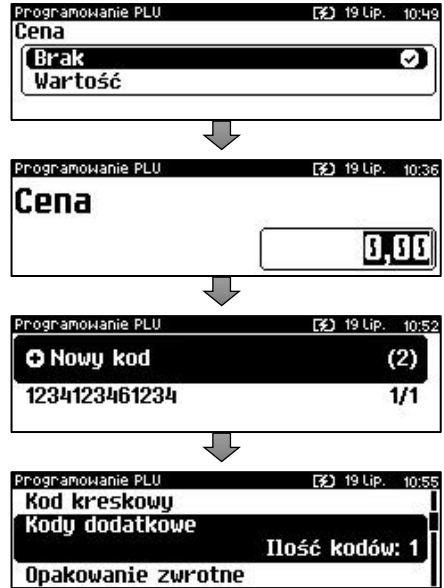 Programowanie PLU 19 Lip. 10:49
Cena
Brak
Wartość
Programowanie PLU 19 Lip. 10:36
Cena
0,00
Programowanie PLU 19 Lip. 10:52
Nowy kod (2)
1234123461234 1/1
Programowanie PLU 19 Lip. 10:55
Kod kreskowy
Kody dodatkowe
Ilość kodów: 1
Opakowanie zwrotne